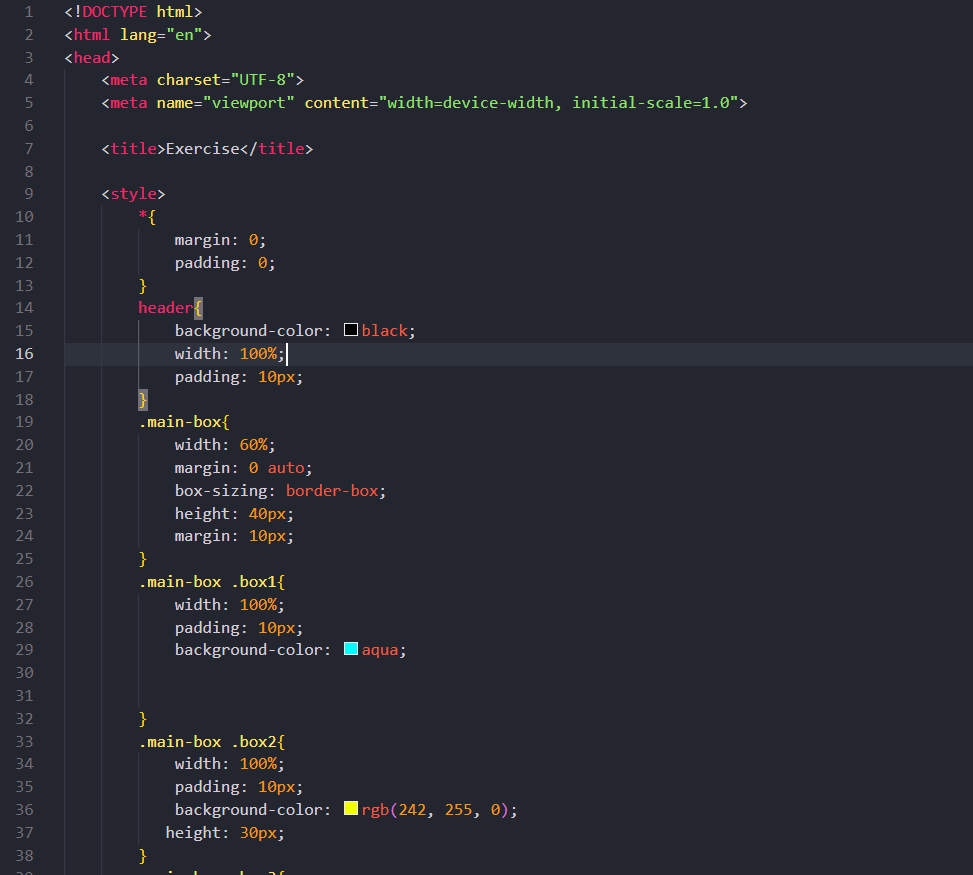 1 <!DOCTYPE html>
2 <html lang="en">
3 <head>
4 <meta charset="UTF-8">
5 <meta name="viewport" content="width=device-width, initial-scale=1.0">
6
7 <title>Exercise</title>
8
9 <style>
10 *{
11 margin: 0;
12 padding: 0;
13 }
14 header{
15 background-color: black;
16 width: 100%;
17 padding: 10px;
18 }
19 .main-box{
20 width: 60%;
21 margin: 0 auto;
22 box-sizing: border-box;
23 height: 40px;
24 margin: 10px;
25 }
26 .main-box .box1{
27 width: 100%;
28 padding: 10px;
29 background-color: aqua;
30
31
32 }
33 .main-box .box2{
34 width: 100%;
35 padding: 10px;
36 background-color: rgb(242, 255, 0);
37 height: 30px;
38 }